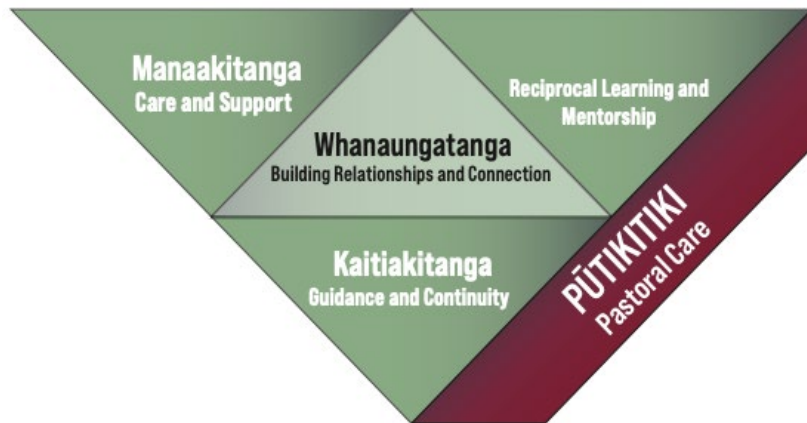 Manaakitanga
Care and Support
Reciprocal Learning and
Mentorship
Whanaungatanga
Building Relationships and Connection
Kaitiakitanga
Guidance and Continuity
PŪTIKITIKI
Pastoral Care